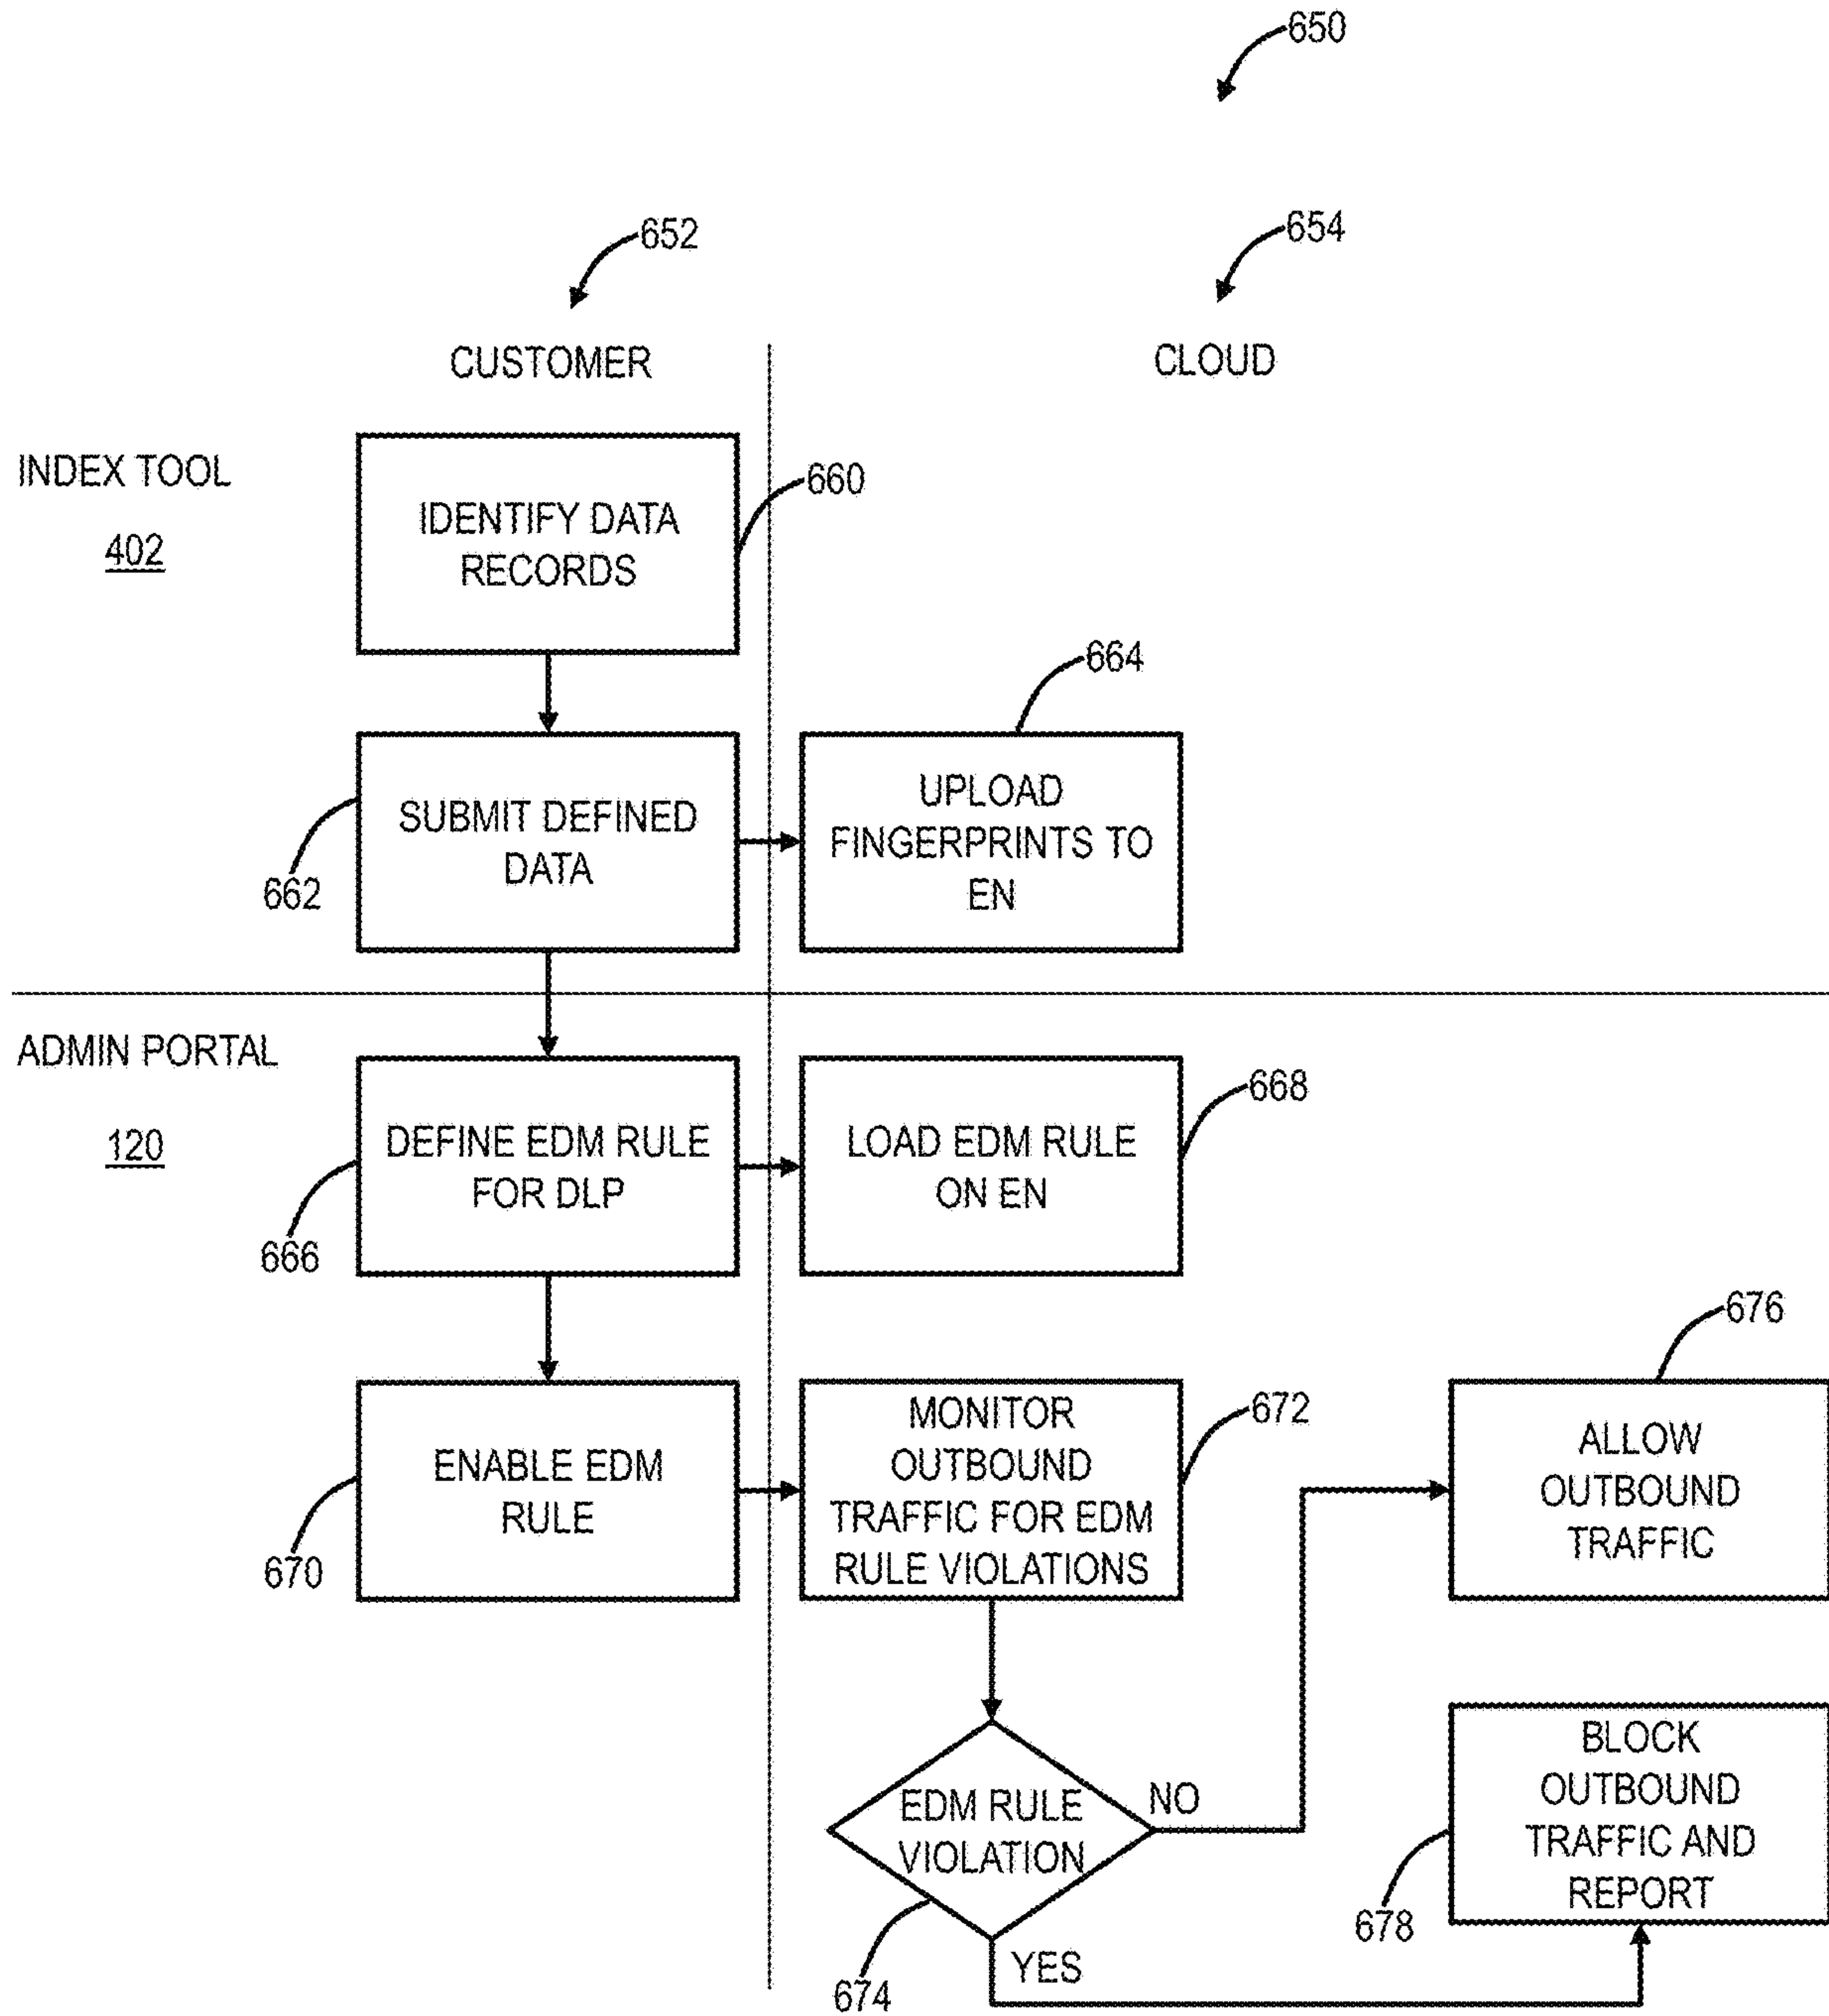 650
652
654
CUSTOMER
CLOUD
INDEX TOOL
402
IDENTIFY DATA
RECORDS
660
SUBMIT DEFINED
DATA
662
UPLOAD
FINGERPRINTS TO
EN
664
ADMIN PORTAL
120
DEFINE EDM RULE
FOR DLP
666
LOAD EDM RULE
ON EN
668
ENABLE EDM
RULE
670
MONITOR
OUTBOUND
TRAFFIC FOR EDM
RULE VIOLATIONS
672
ALLOW
OUTBOUND
TRAFFIC
676
EDM RULE
VIOLATION
674
NO
YES
BLOCK
OUTBOUND
TRAFFIC AND
REPORT
678